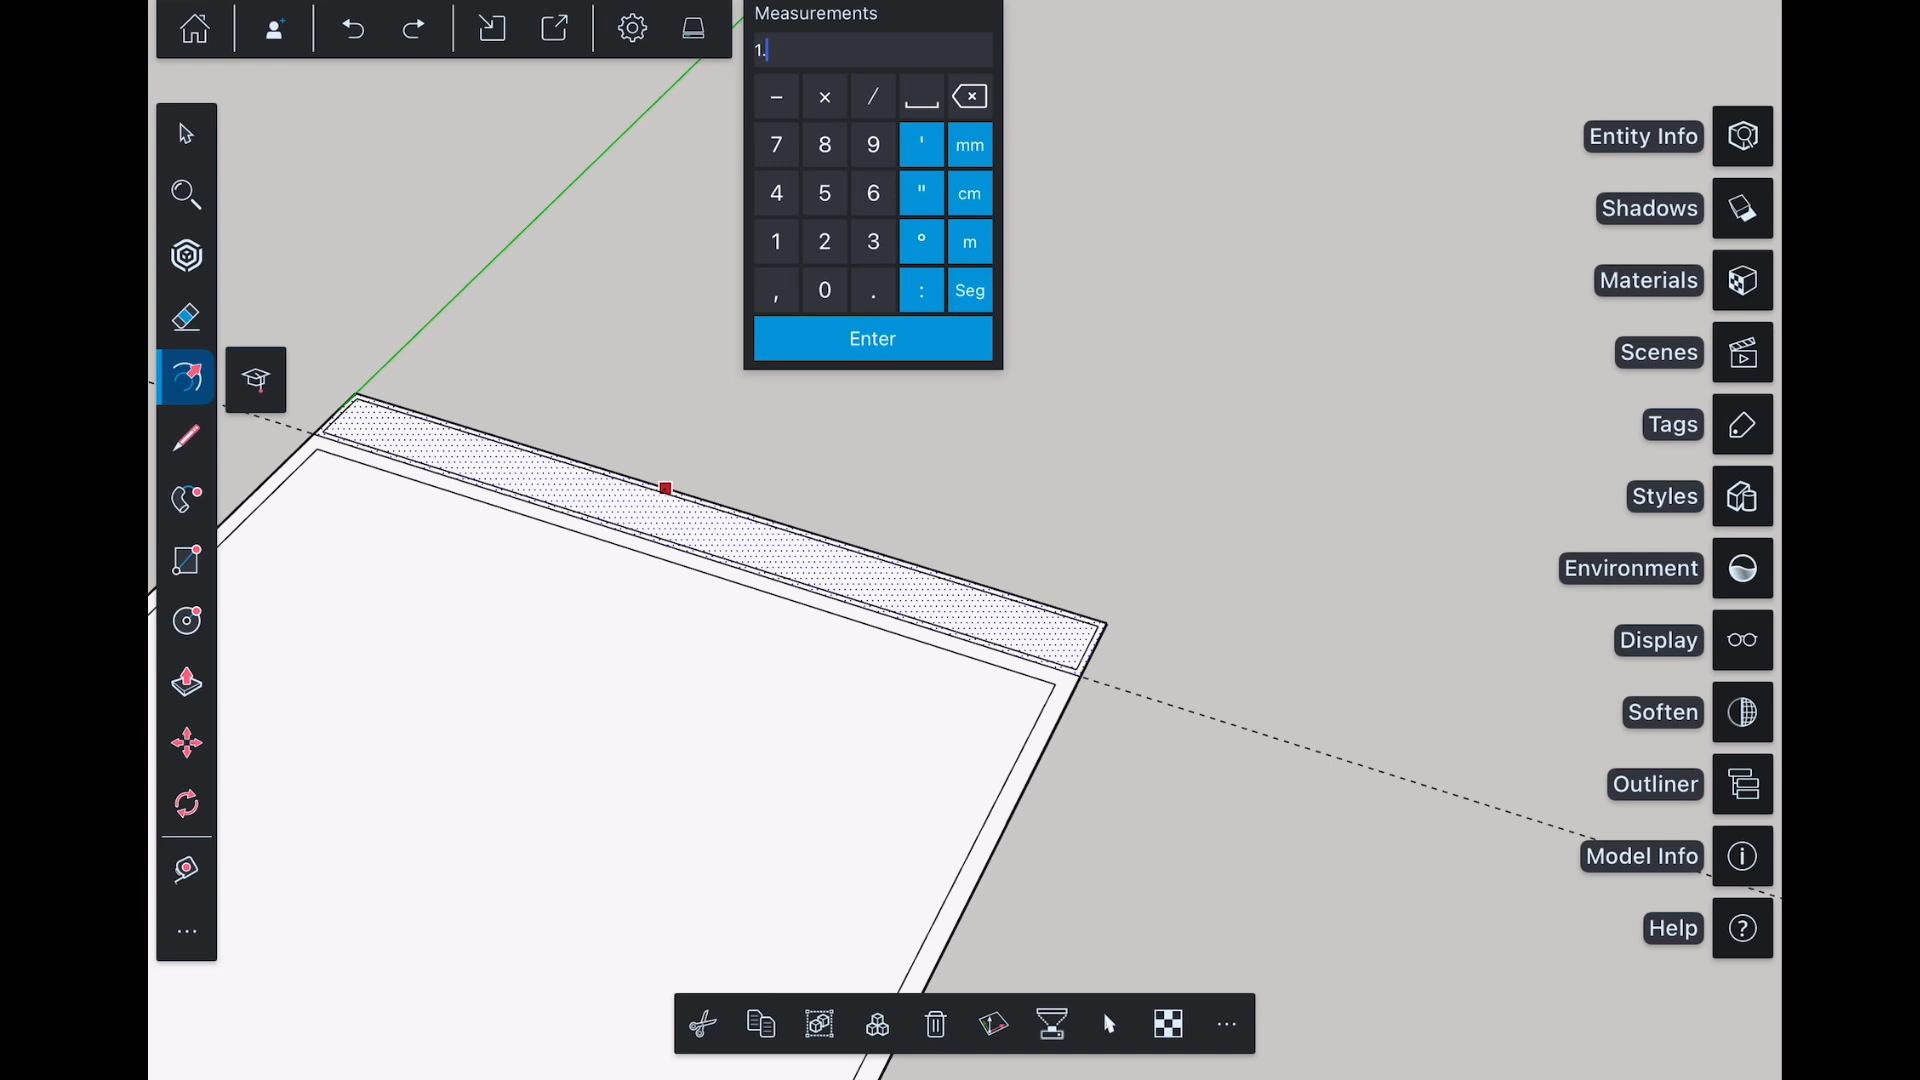 Measurements
1.
− × /
7 8 9 ' mm
4 5 6 " cm
1 2 3 ° m
, 0 . : Seg
Enter
Entity Info
Shadows
Materials
Scenes
Tags
Styles
Environment
Display
Soften
Outliner
Model Info
Help